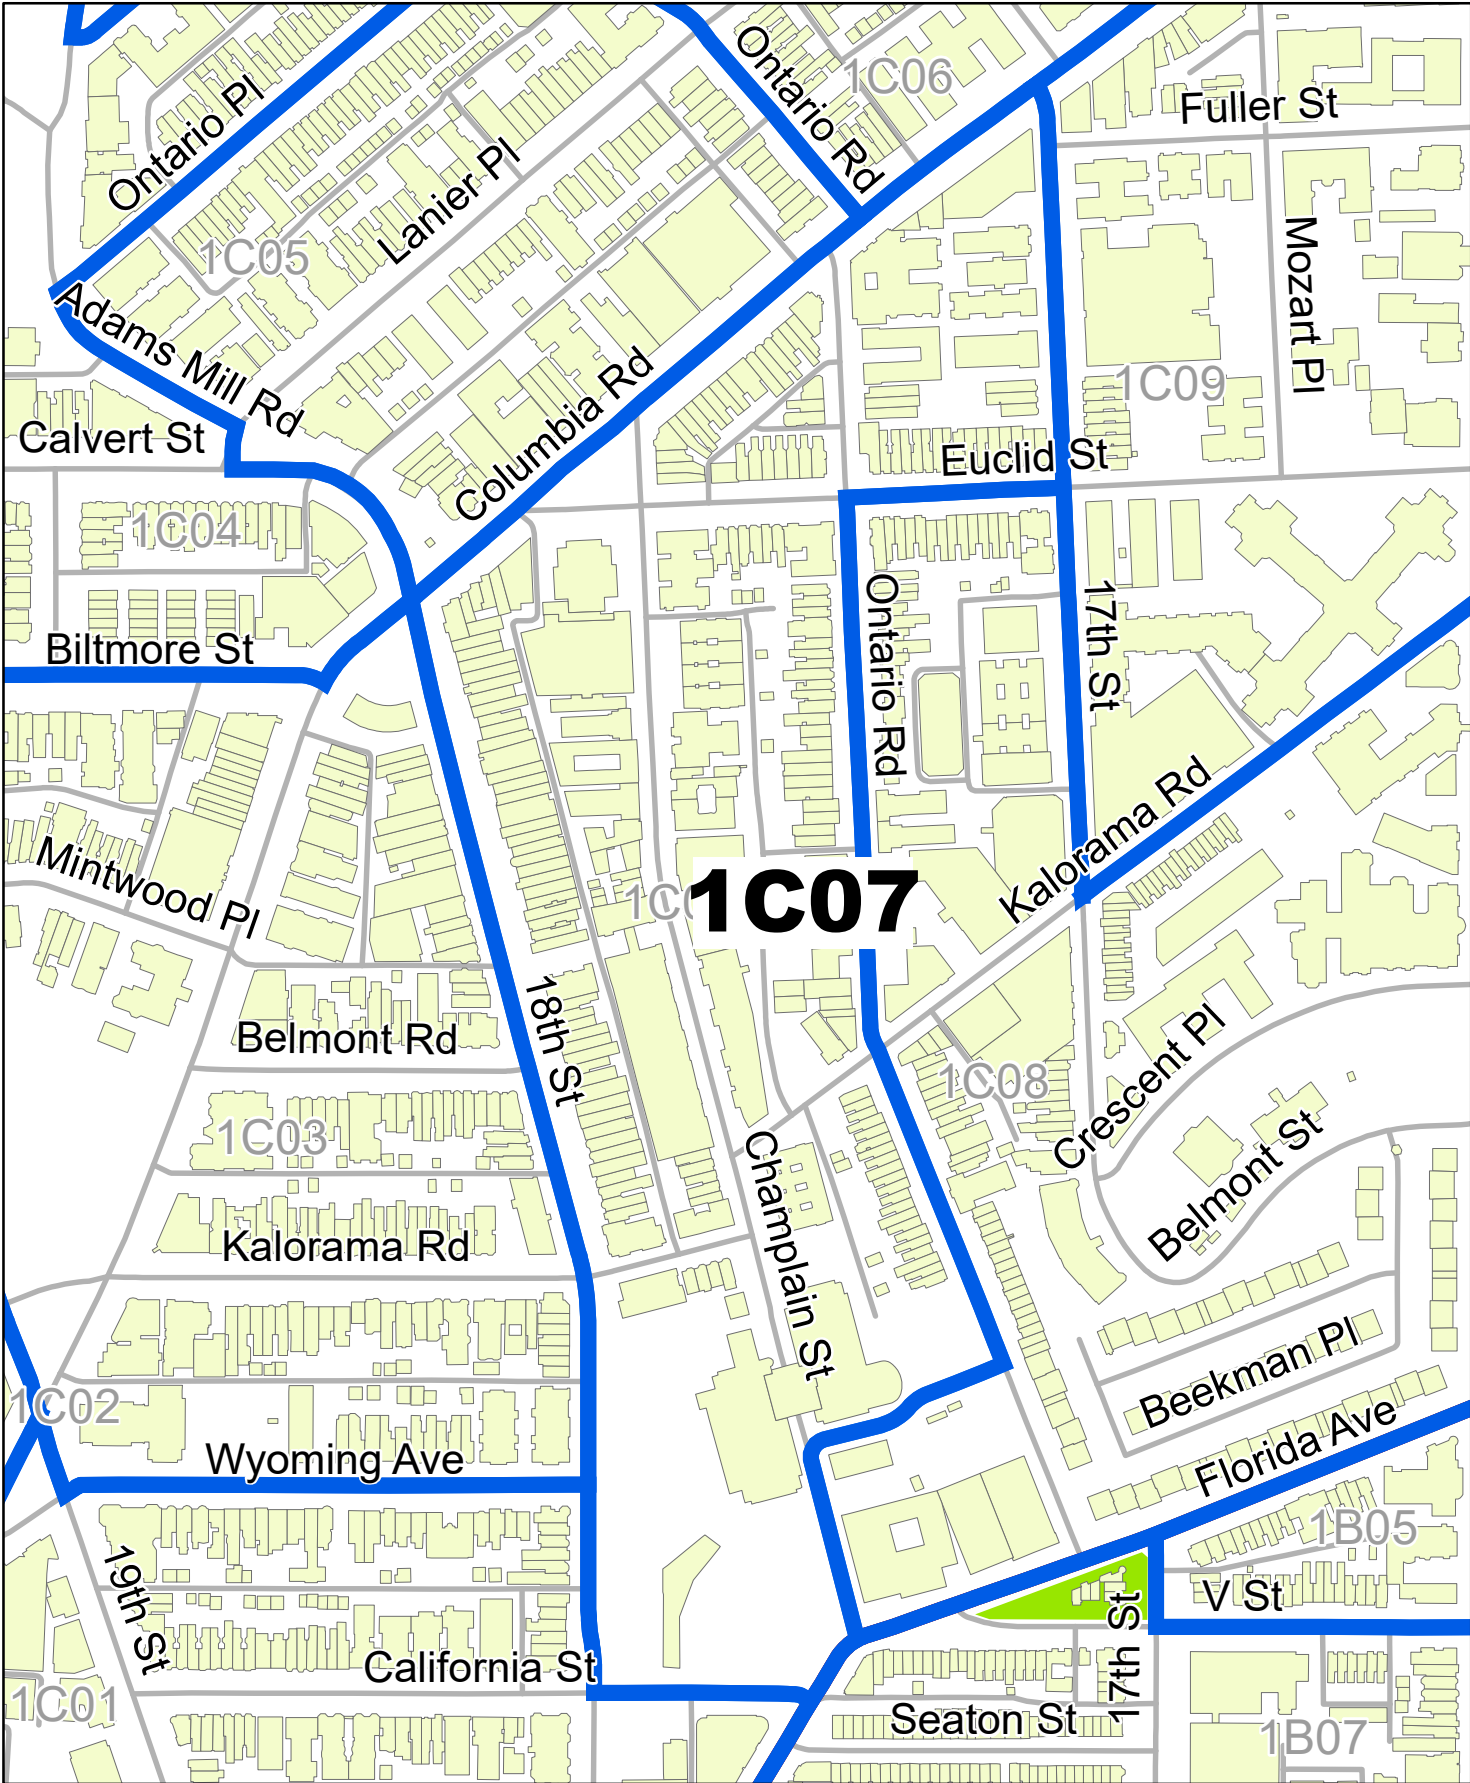 Ontario Pl
Ontario Rd
1C06
Fuller St
Lanier Pl
1C05
Mozart Pl
Adams Mill Rd
Columbia Rd
1C09
Calvert St
Euclid St
1C04
Biltmore St
Ontario Rd
17th St
Kalorama Rd
Mintwood Pl
1C0
1C07
18th St
Belmont Rd
1C08
Crescent Pl
1C03
Champlain St
Belmont St
Kalorama Rd
Beekman Pl
1C02
Florida Ave
Wyoming Ave
1B05
19th St
V St
17th St
California St
1C01
Seaton St
1B07